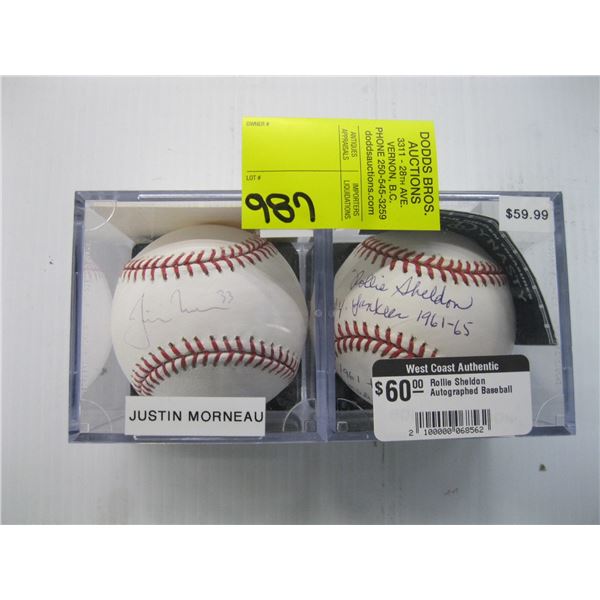 OWNER #
LOT #
987
ANTIQUES
APPRAISALS
IMPORTERS
LIQUIDATIONS
DODDS BROS.
AUCTIONS
3311 - 28TH AVE.
VERNON, B.C.
PHONE 250-545-3259
doddsauctions.com
$59.99
33
JUSTIN MORNEAU
Rollie Sheldon
Yankees 1961-65
1961
West Coast Authentic
$60.00
Rollie Sheldon
Autographed Baseball
2 100000 068562